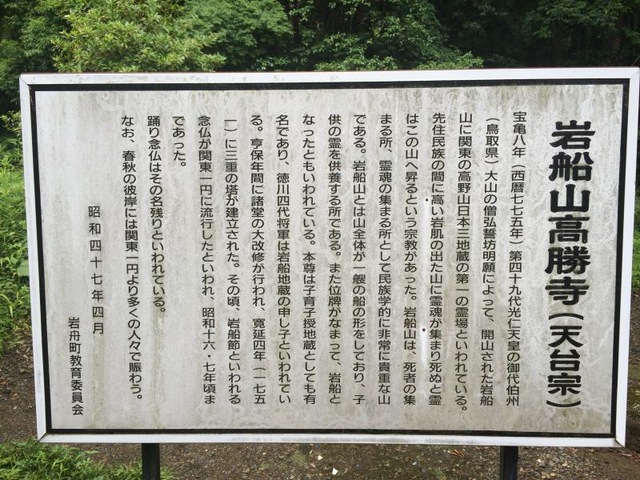 岩船山高勝寺(天台宗)
宝亀八年(西暦七七五年)第四十九代光仁天皇の御代伯州
(鳥取県)大山の僧弘誓坊明願によって、開山された岩船
山に関東の高野山日本三地蔵の第一の霊場といわれている。
先住民族の間に高い岩肌の出た山に霊魂が集まり死ぬと霊
はこの山へ昇るという宗教があった。岩船山は、死者の集
まる所、霊魂の集まる所として民族学的に非常に貴重な山
である。岩船山とは山全体が一艘の船の形をしており、子
供の霊を供養する所である。また位牌がなまって、岩船と
なったともいわれている。本尊は子育子授地蔵としても有
名であり、徳川四代将軍は岩船地蔵の申し子といわれてい
る。享保年間に諸堂の大改修が行われ、寛延四年(一七五
一)に三重の塔が建立された。その頃、岩船節といわれる
念仏が関東一円に流行したといわれ、昭和十六・七年頃ま
であった。
踊り念仏はその名残りといわれている。
なお、春秋の彼岸には関東一円より多くの人々で賑わう。
昭和四十七年四月
岩舟町教育委員会